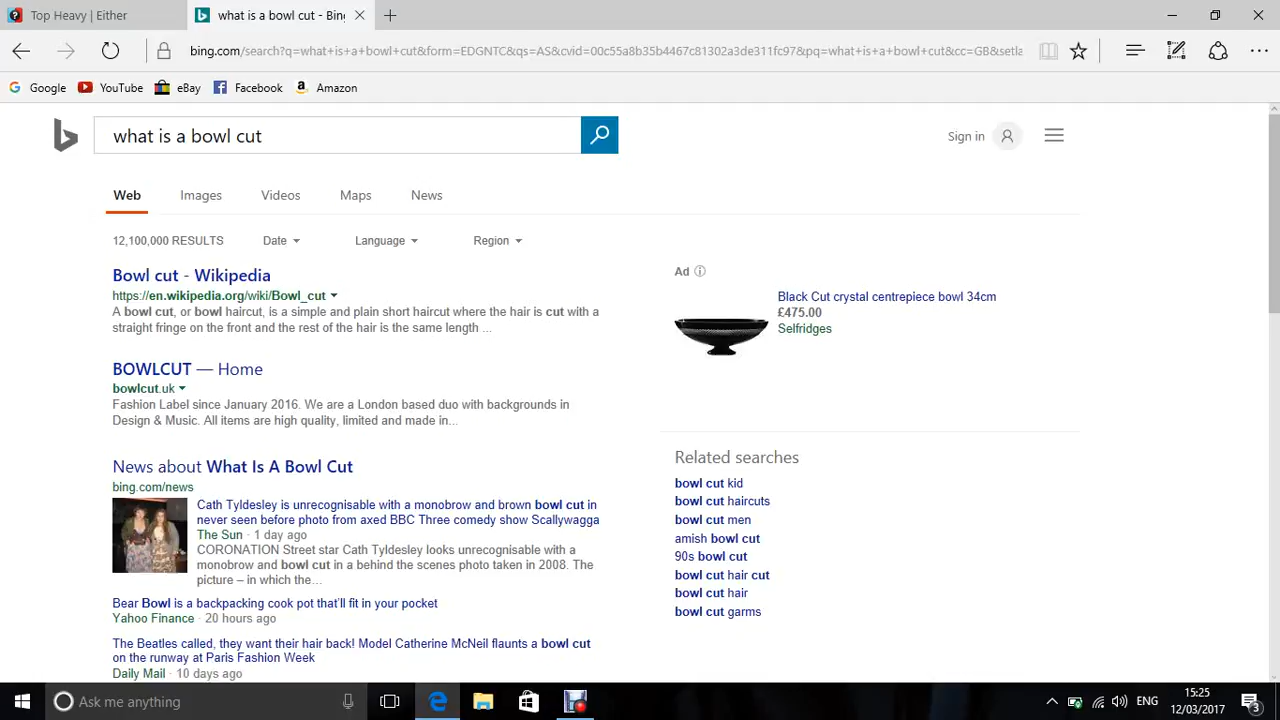 Top Heavy | Either
what is a bowl cut - Bing
bing.com/search?q=what+is+a+bowl+cut&form=EDGNTC&qs=AS&cvid=00c55a8b35b4467c81302a3de311fc97&pq=what+is+a+bowl+cut&cc=GB&setla
Google YouTube eBay Facebook Amazon
what is a bowl cut
Sign in
Web Images Videos Maps News
12,100,000 RESULTS Date Language Region
Bowl cut - Wikipedia
https://en.wikipedia.org/wiki/Bowl_cut
A bowl cut, or bowl haircut, is a simple and plain short haircut where the hair is cut with a
straight fringe on the front and the rest of the hair is the same length ...
BOWLCUT — Home
bowlcut.uk
Fashion Label since January 2016. We are a London based duo with backgrounds in
Design & Music. All items are high quality, limited and made in...
News about What Is A Bowl Cut
bing.com/news
Cath Tyldesley is unrecognisable with a monobrow and brown bowl cut in
never seen before photo from axed BBC Three comedy show Scallywagga
The Sun · 1 day ago
CORONATION Street star Cath Tyldesley looks unrecognisable with a
monobrow and bowl cut in a behind the scenes photo taken in 2008. The
picture – in which the...
Bear Bowl is a backpacking cook pot that'll fit in your pocket
Yahoo Finance · 20 hours ago
The Beatles called, they want their hair back! Model Catherine McNeil flaunts a bowl cut
on the runway at Paris Fashion Week
Daily Mail · 10 days ago
Ad
Black Cut crystal centrepiece bowl 34cm
£475.00
Selfridges
Related searches
bowl cut kid
bowl cut haircuts
bowl cut men
amish bowl cut
90s bowl cut
bowl cut hair cut
bowl cut hair
bowl cut garms
Ask me anything
ENG
15:25
12/03/2017
3